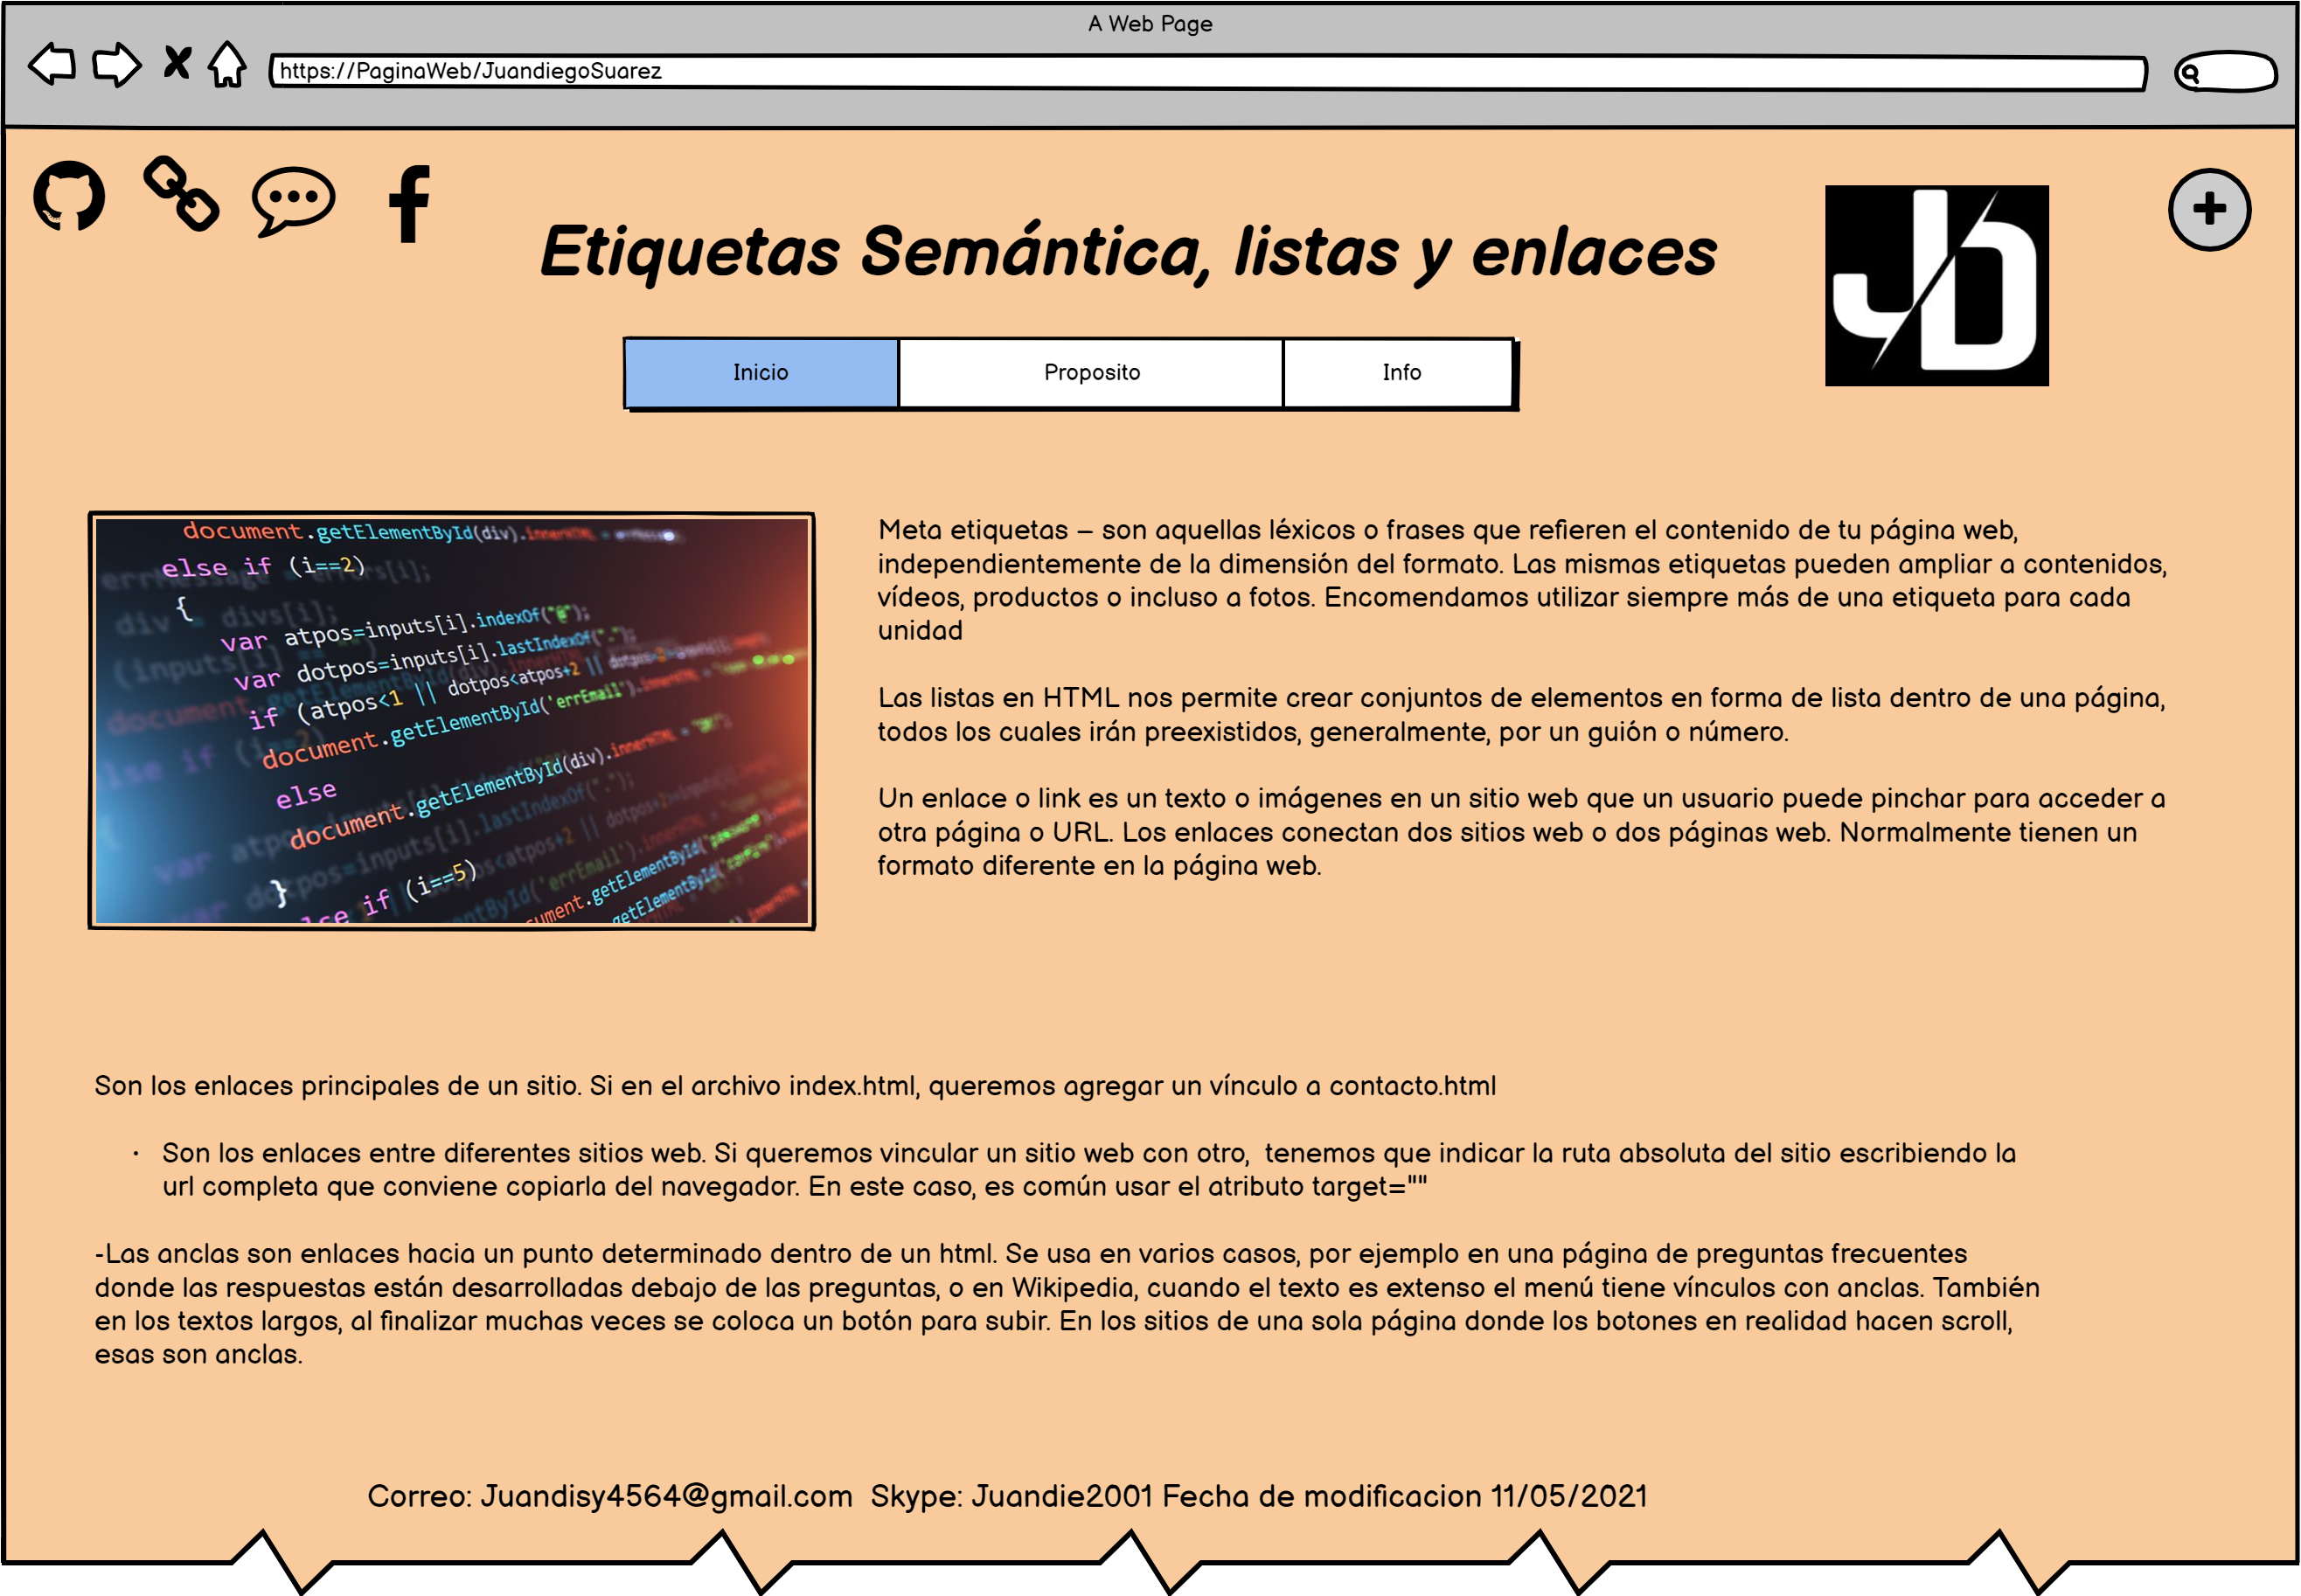 A Web Page
https://PaginaWeb/JuandiegoSuarez
Etiquetas Semántica, listas y enlaces
JD
Inicio
Proposito
Info
document.getElementById(div).innerHTML =
else if (i==2)
{
var atpos=inputs[i].indexOf("@");
var dotpos=inputs[i].lastIndexOf(".");
if (atpos<1 || dotpos<atpos+2 ||
document.getElementById('errEmail').innerHTML =
else
document.getElementById(div).innerHTML =
}
else if (i==5)
Meta etiquetas – son aquellas léxicos o frases que refieren el contenido de tu página web,
independientemente de la dimensión del formato. Las mismas etiquetas pueden ampliar a contenidos,
vídeos, productos o incluso a fotos. Encomendamos utilizar siempre más de una etiqueta para cada
unidad
Las listas en HTML nos permite crear conjuntos de elementos en forma de lista dentro de una página,
todos los cuales irán preexistidos, generalmente, por un guión o número.
Un enlace o link es un texto o imágenes en un sitio web que un usuario puede pinchar para acceder a
otra página o URL. Los enlaces conectan dos sitios web o dos páginas web. Normalmente tienen un
formato diferente en la página web.
Son los enlaces principales de un sitio. Si en el archivo index.html, queremos agregar un vínculo a contacto.html
· Son los enlaces entre diferentes sitios web. Si queremos vincular un sitio web con otro,  tenemos que indicar la ruta absoluta del sitio escribiendo la
url completa que conviene copiarla del navegador. En este caso, es común usar el atributo target=""
-Las anclas son enlaces hacia un punto determinado dentro de un html. Se usa en varios casos, por ejemplo en una página de preguntas frecuentes
donde las respuestas están desarrolladas debajo de las preguntas, o en Wikipedia, cuando el texto es extenso el menú tiene vínculos con anclas. También
en los textos largos, al finalizar muchas veces se coloca un botón para subir. En los sitios de una sola página donde los botones en realidad hacen scroll,
esas son anclas.
Correo: Juandisy4564@gmail.com  Skype: Juandie2001 Fecha de modificacion 11/05/2021